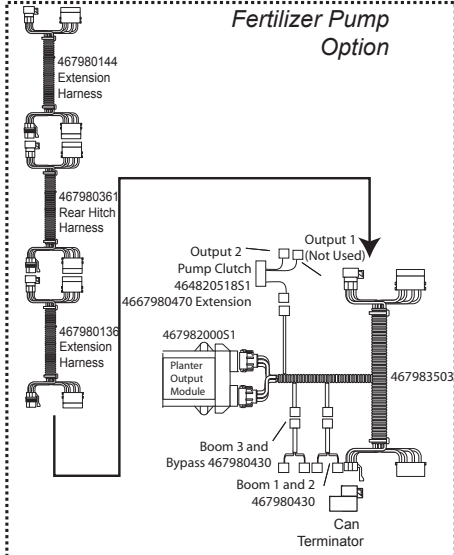 Fertilizer Pump
Option
467980144
Extension
Harness
467980361
Rear Hitch
Harness
467980136
Extension
Harness
Output 2
Output 1
(Not Used)
Pump Clutch
464820518S1
4667980470 Extension
467982000S1
Planter
Output
Module
467983503
Boom 3 and
Bypass 467980430
Boom 1 and 2
467980430
Can
Terminator